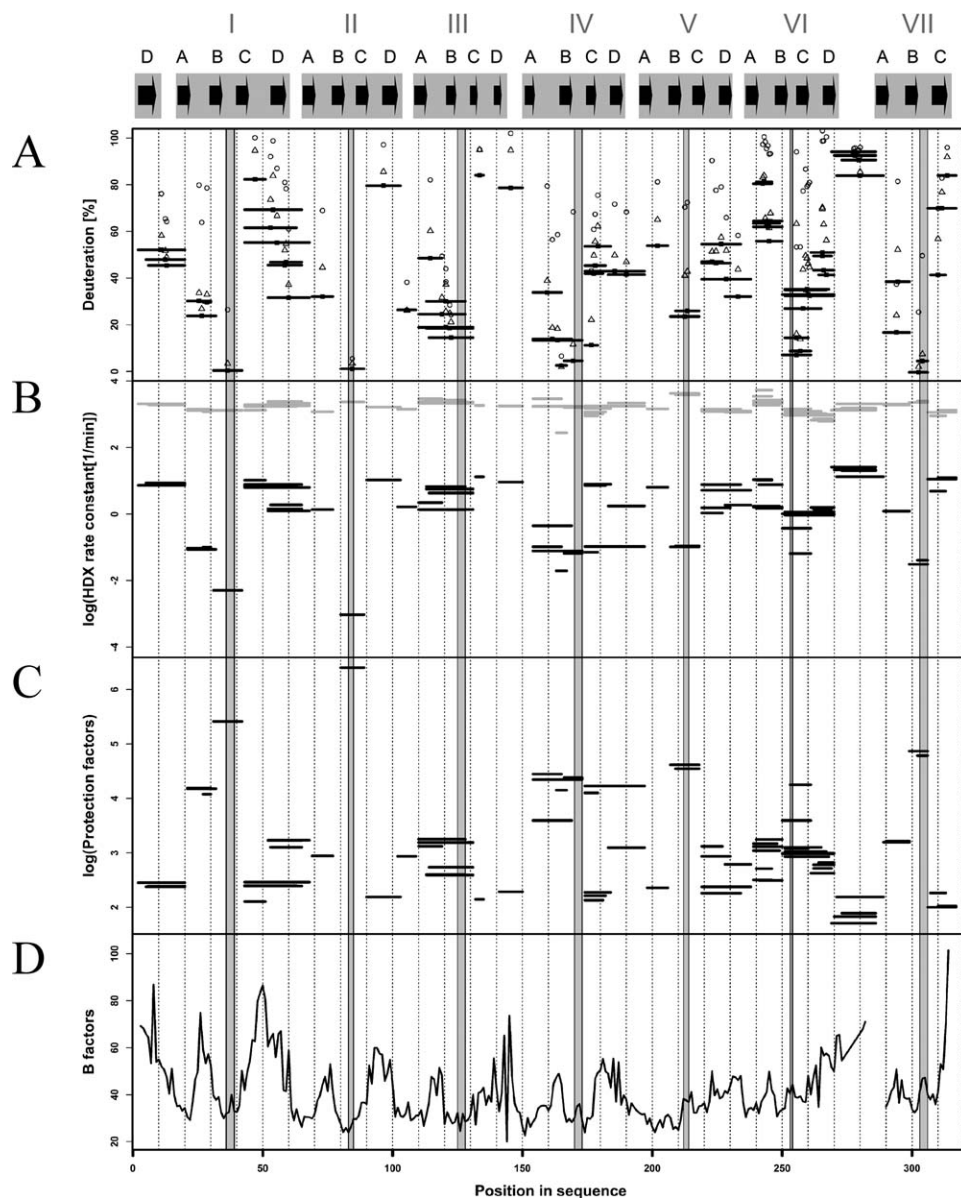 I II III IV V VI VII
D A B C D A B C A B C D A B C D A B C A B C D A B C
A
Deuteration [%]
100
80
60
40
20
0
B
log(HDX rate constant[1/min])
4
2
0
-2
-4
C
log(Protection factors)
6
5
4
3
2
D
B factors
100
80
60
40
20
0 50 100 150 200 250 300
Position in sequence